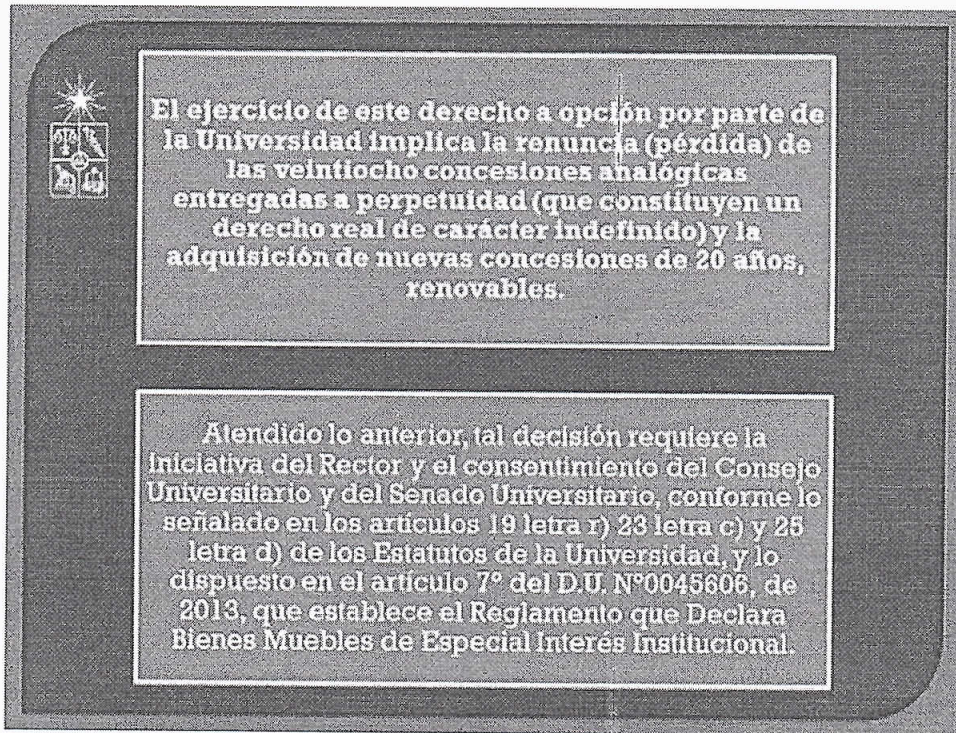 El ejercicio de este derecho a opción por parte de
la Universidad implica la renuncia (pérdida) de
las veintiocho concesiones analógicas
entregadas a perpetuidad (que constituyen un
derecho real de carácter indefinido) y la
adquisición de nuevas concesiones de 20 años,
renovables.
Atendido lo anterior, tal decisión requiere la
iniciativa del Rector y el consentimiento del Consejo
Universitario y del Senado Universitario, conforme lo
señalado en los artículos 19 letra r) 23 letra c) y 25
letra d) de los Estatutos de la Universidad, y lo
dispuesto en el artículo 7° del D.U. N°0045606, de
2013, que establece el Reglamento que Declara
Bienes Muebles de Especial Interés Institucional.